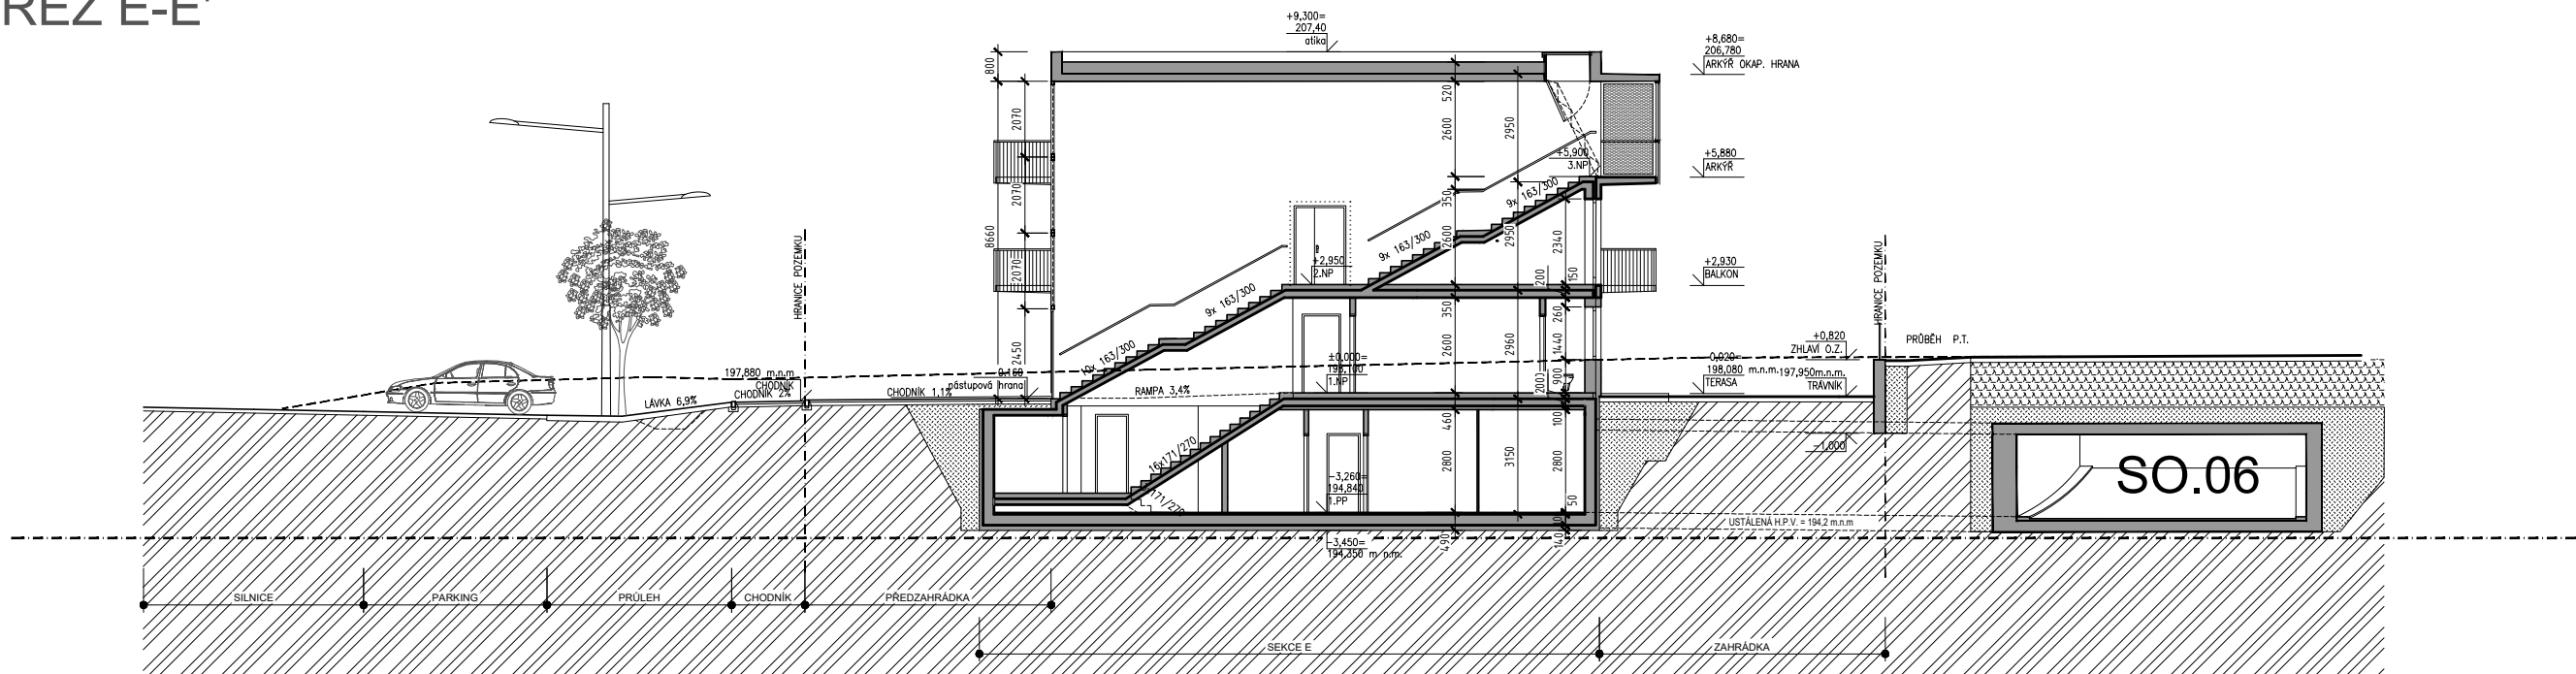 ŘEZ E-E'
+9,300=
207,40
atika
+8,680=
206,780
ARKÝŘ OKAP. HRANA
800
520
2070
2600
2950
+5,900
3.NP
+5,880
ARKÝŘ
2070
350
9x 163/300
8660
HRANICE POZEMKU
2600
2950
2340
9x 163/300
HRANICE POZEMKU
2070
+2,950
2.NP
200
150
+2,930
BALKON
9x 163/300
350
260
2450
10x 163/300
2600
2960
1440
+0,820
ZHLAVÍ O.Z.
PRŮBĚH P.T.
197,880 m.n.m
CHODNÍK
CHODNÍK 2%
CHODNÍK 1,1%
-0.160
nástupová hrana
±0,000=
198,100
1.NP
RAMPA 3,4%
200
900
-0,020=
198,080 m.n.m.
TERASA
197,950m.n.m.
TRÁVNÍK
LÁVKA 6,9%
460
100
-1,000
16x171/270
2800
3150
2800
-3,260=
194,840
1.PP
171/270
50
SO.06
USTÁLENÁ H.P.V. = 194,2 m.n.m
490
140
-3,450=
194,350 m n.m.
SILNICE
PARKING
PRŮLEH
CHODNÍK
PŘEDZAHRÁDKA
SEKCE E
ZAHRÁDKA